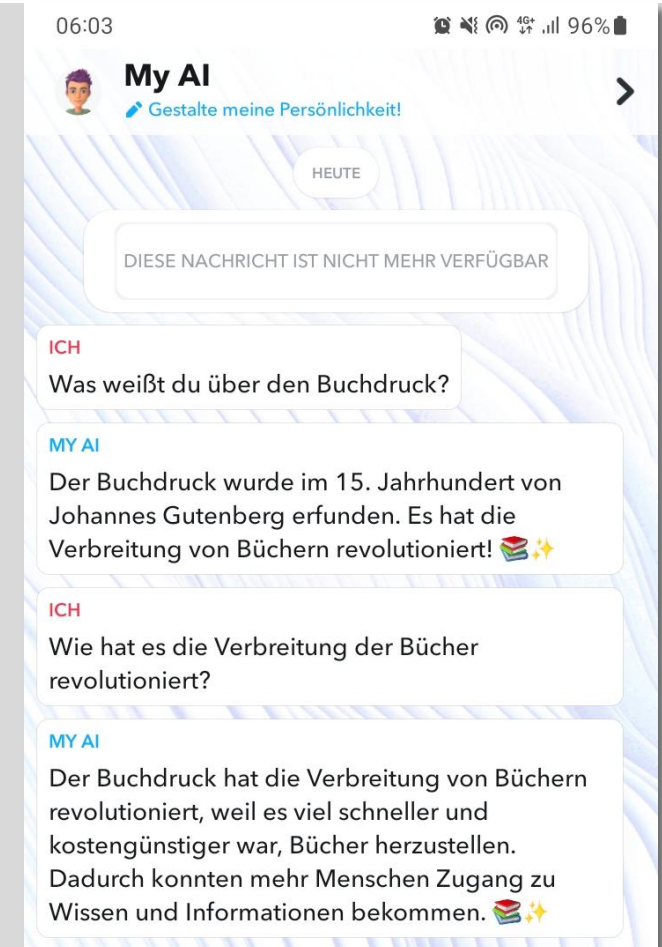 06:03 4G+ 96%
My AI
Gestalte meine Persönlichkeit!
HEUTE
DIESE NACHRICHT IST NICHT MEHR VERFÜGBAR
ICH
Was weißt du über den Buchdruck?
MY AI
Der Buchdruck wurde im 15. Jahrhundert von
Johannes Gutenberg erfunden. Es hat die
Verbreitung von Büchern revolutioniert! 📚✨
ICH
Wie hat es die Verbreitung der Bücher
revolutioniert?
MY AI
Der Buchdruck hat die Verbreitung von Büchern
revolutioniert, weil es viel schneller und
kostengünstiger war, Bücher herzustellen.
Dadurch konnten mehr Menschen Zugang zu
Wissen und Informationen bekommen. 📚✨